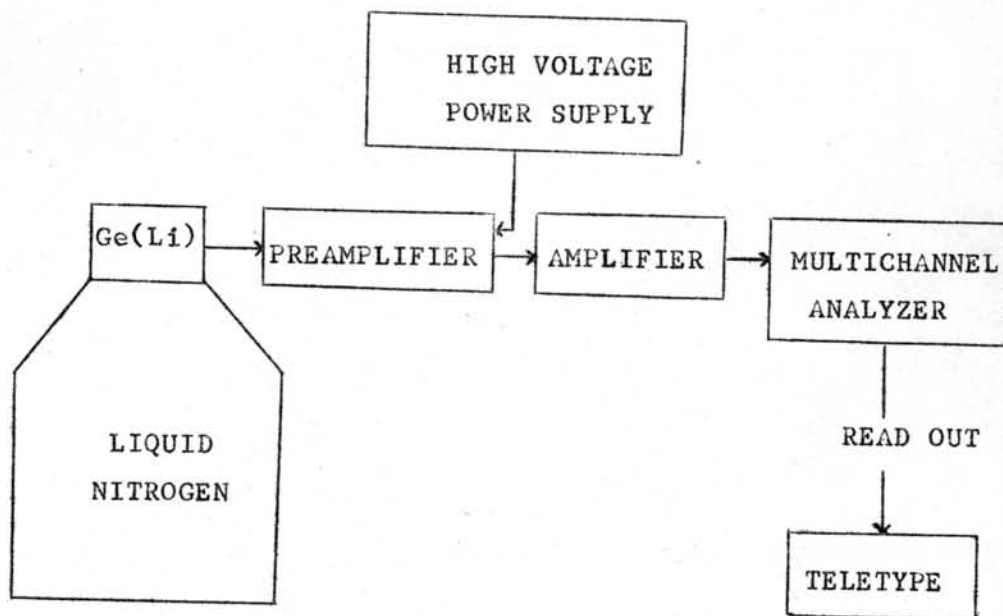 HIGH VOLTAGE
POWER SUPPLY
Ge(Li)
PREAMPLIFIER
AMPLIFIER
MULTICHANNEL
ANALYZER
LIQUID
NITROGEN
READ OUT
TELETYPE